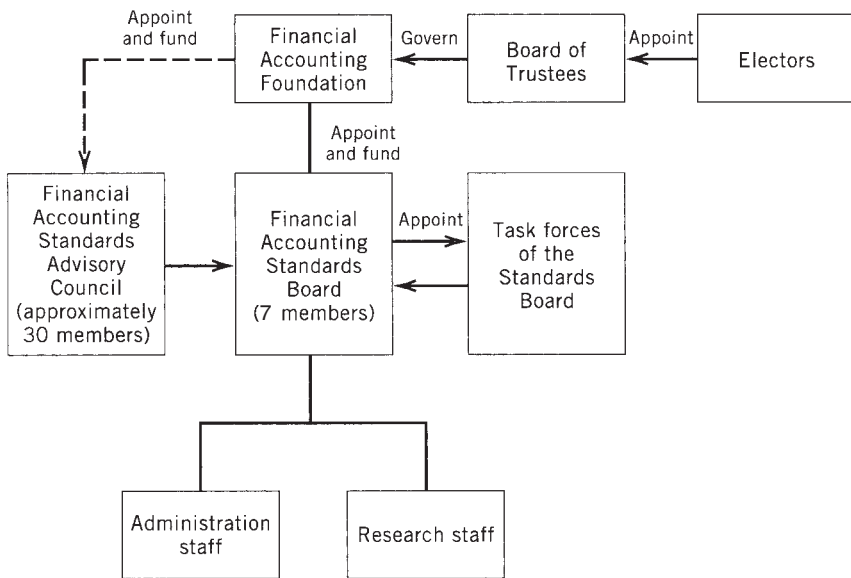 Appoint
and fund
Financial
Accounting
Foundation
Govern
Board of
Trustees
Appoint
Electors
Appoint
and fund
Financial
Accounting
Standards
Advisory
Council
(approximately
30 members)
Financial
Accounting
Standards
Board
(7 members)
Appoint
Task forces
of the
Standards
Board
Administration
staff
Research staff